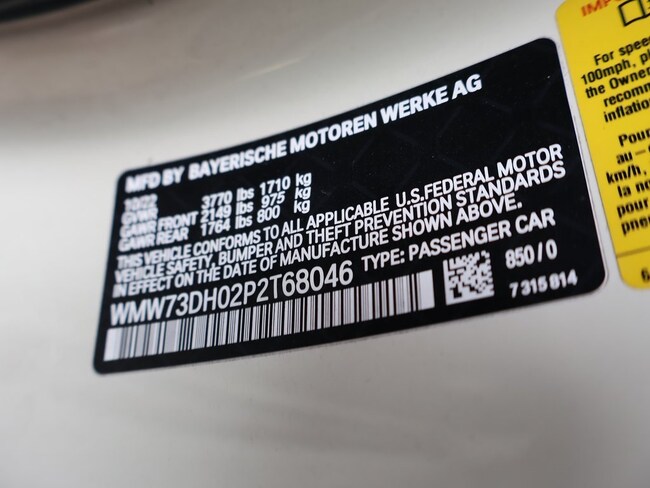 MFD BY BAYERISCHE MOTOREN WERKE AG
10/22
GVWR 3770 lbs 1710 kg
GAWR FRONT 2149 lbs 975 kg
GAWR REAR 1764 lbs 800 kg
THIS VEHICLE CONFORMS TO ALL APPLICABLE U.S.FEDERAL MOTOR
VEHICLE SAFETY, BUMPER AND THEFT PREVENTION STANDARDS
IN EFFECT ON THE DATE OF MANUFACTURE SHOWN ABOVE.
WMW73DH02P2T68046 TYPE: PASSENGER CAR
850/0
7 315 814
For
100mph,
the Owner
recomm
inflatio
Pour
au-
km/h,
la no
pour
pne
6